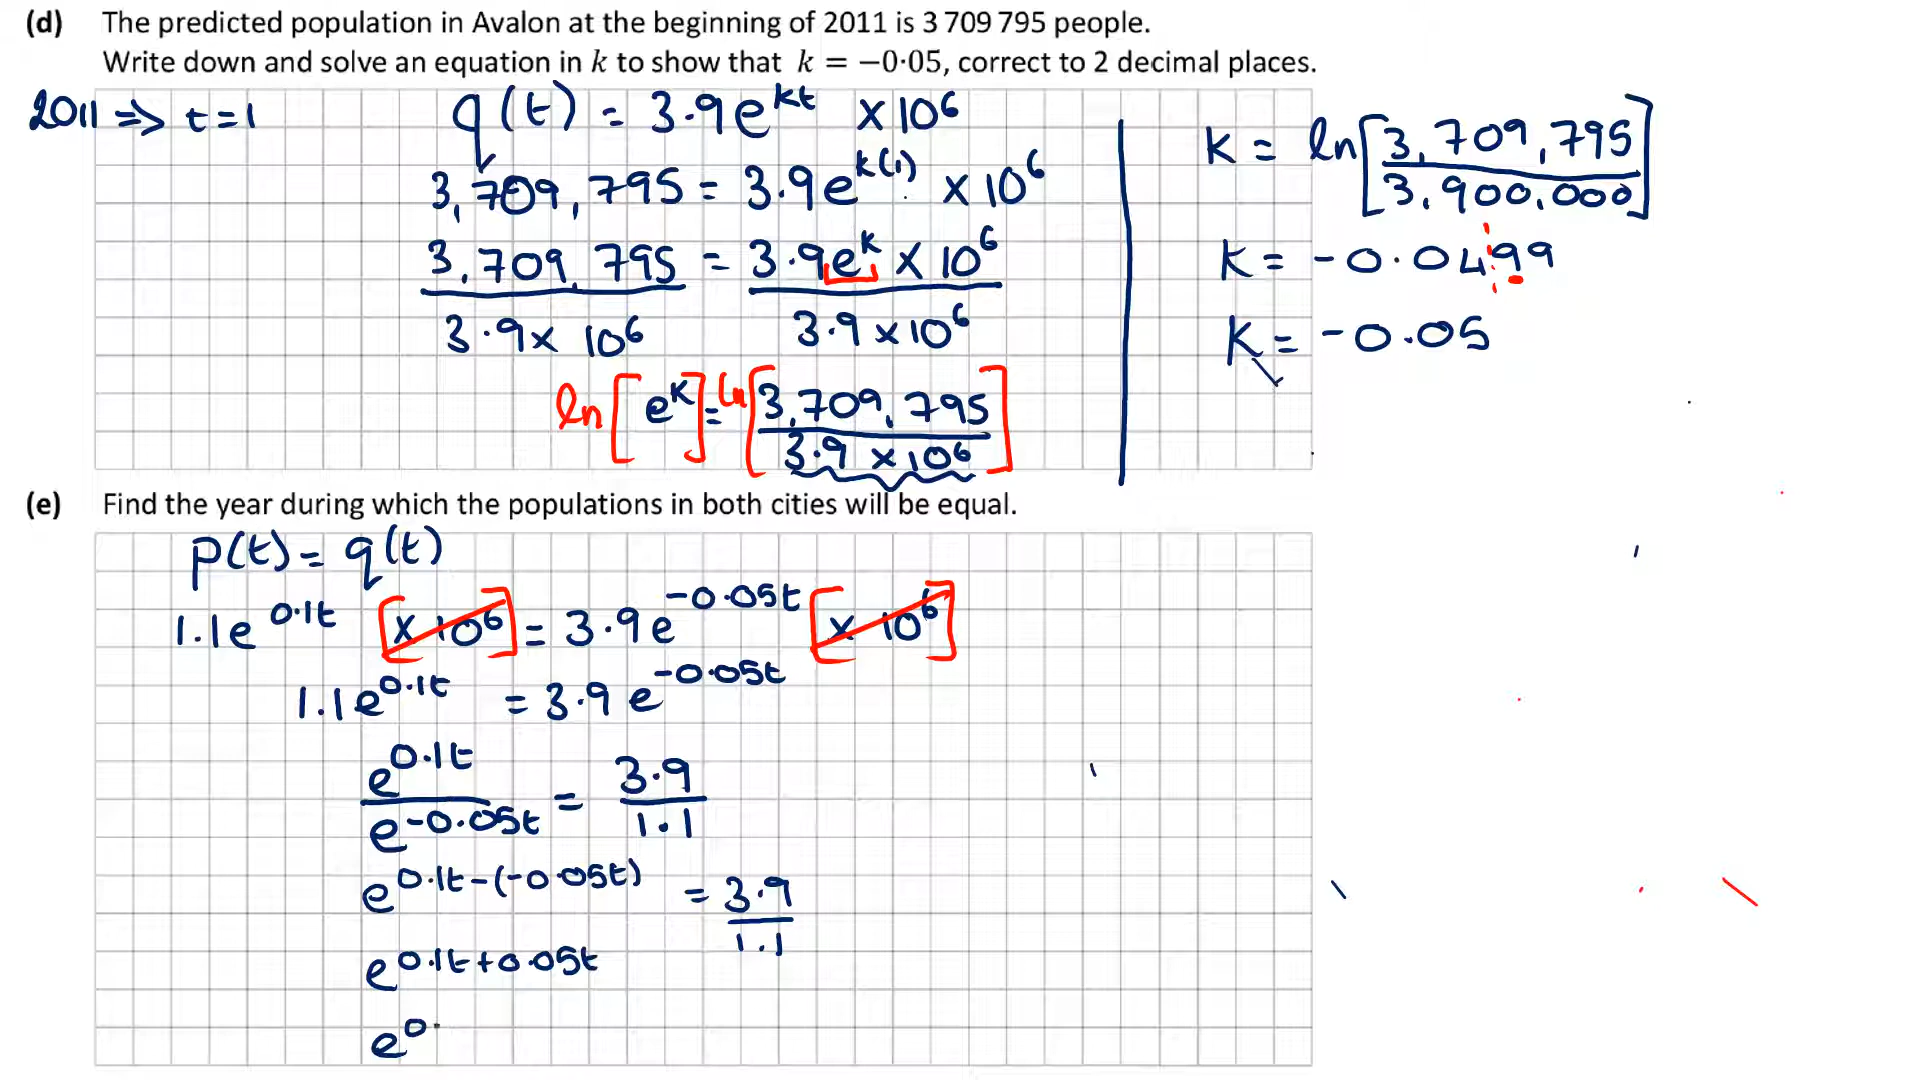 (d) The predicted population in Avalon at the beginning of 2011 is 3 709 795 people.
Write down and solve an equation in k to show that k = −0·05, correct to 2 decimal places.
2011 => t = 1
q(t) = 3.9e^kt × 10^6
3,709,795 = 3.9e^k(1) × 10^6
3,709,795 / 3.9 × 10^6 = 3.9e^k × 10^6 / 3.9 × 10^6
ln[e^k] = ln[3,709,795 / 3.9 × 10^6]
K = ln[3,709,795 / 3,900,000]
K = -0.0499
K = -0.05
(e) Find the year during which the populations in both cities will be equal.
P(t) = q(t)
1.1e^0.1t [× 10^6] = 3.9e^-0.05t [× 10^6]
1.1e^0.1t = 3.9e^-0.05t
e^0.1t / e^-0.05t = 3.9 / 1.1
e^0.1t-(-0.05t) = 3.9 / 1.1
e^0.1t+0.05t
e^0.